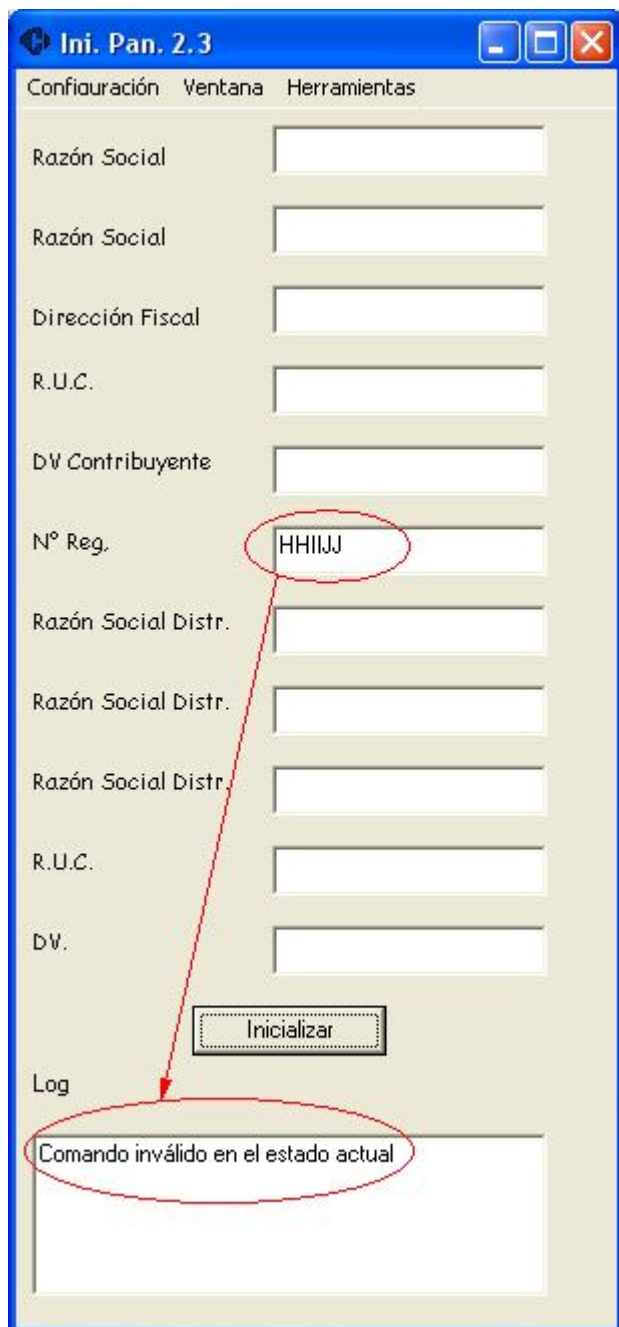 Ini. Pan. 2.3
Configuración Ventana Herramientas
Razón Social
Razón Social
Dirección Fiscal
R.U.C.
DV Contribuyente
Nº Reg. HHIIJJ
Razón Social Distr.
Razón Social Distr.
Razón Social Distr.
R.U.C.
DV.
Inicializar
Log
Comando inválido en el estado actual